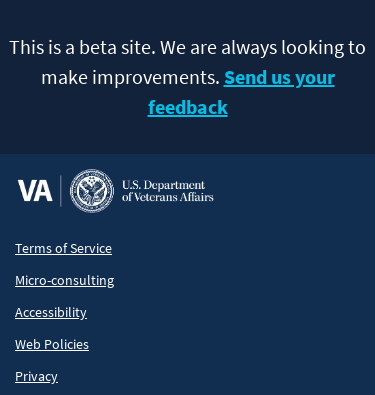 This is a beta site. We are always looking to
make improvements. Send us your
feedback
VA
U.S. Department
of Veterans Affairs
Terms of Service
Micro-consulting
Accessibility
Web Policies
Privacy